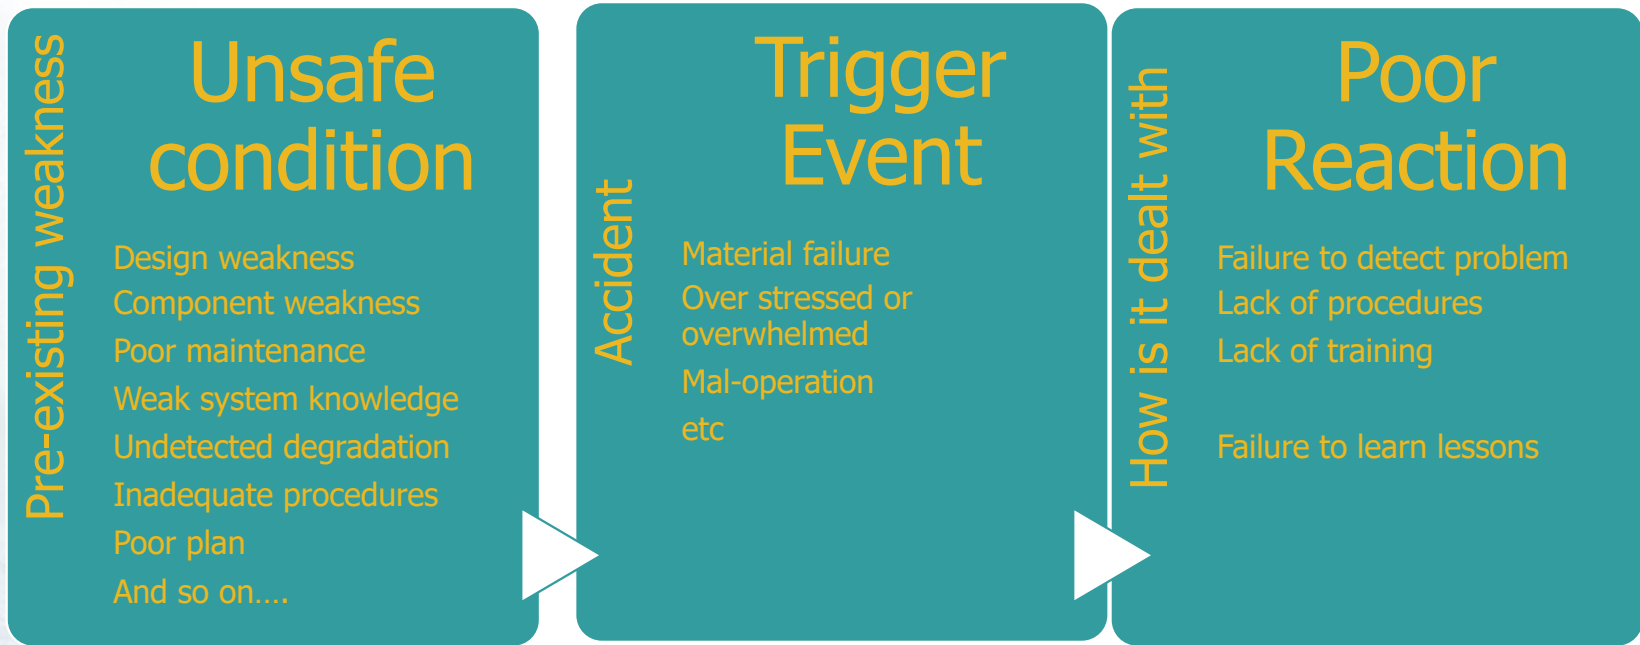 Pre-existing weakness
Unsafe
condition
Design weakness
Component weakness
Poor maintenance
Weak system knowledge
Undetected degradation
Inadequate procedures
Poor plan
And so on....
Accident
Trigger
Event
Material failure
Over stressed or
overwhelmed
Mal-operation
etc
How is it dealt with
Poor
Reaction
Failure to detect problem
Lack of procedures
Lack of training
Failure to learn lessons